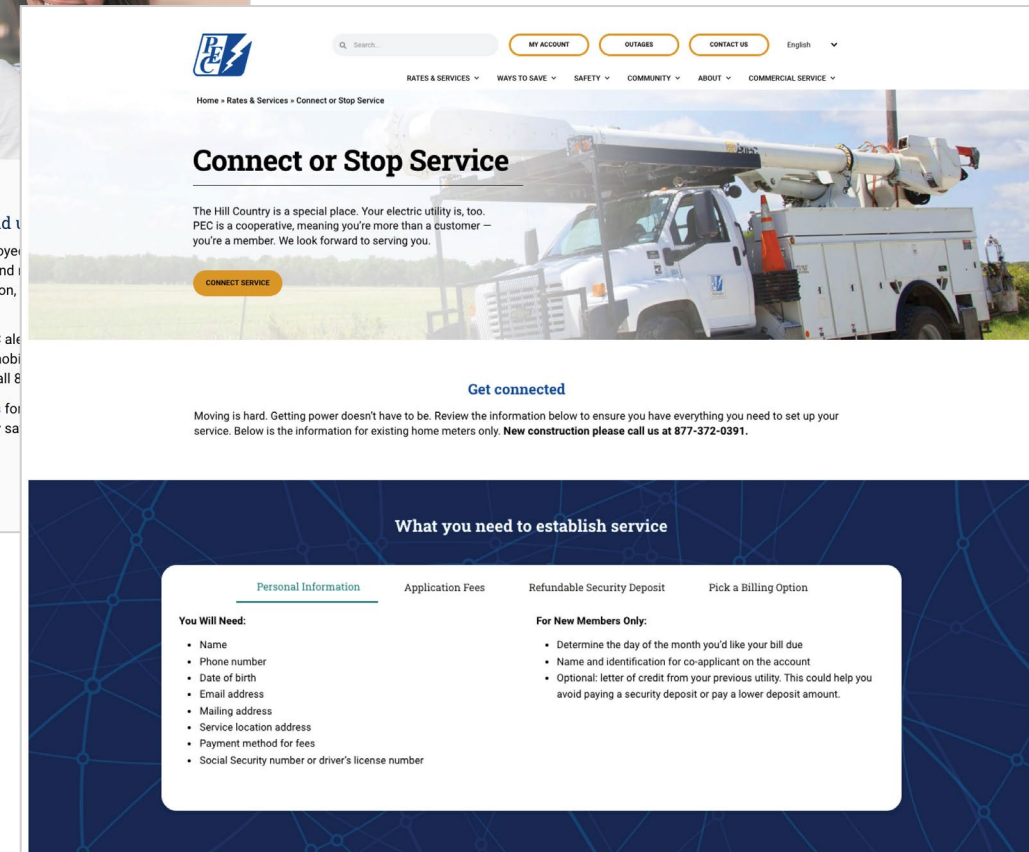 PEC
Search...
MY ACCOUNT
OUTAGES
CONTACT US
English
RATES & SERVICES
WAYS TO SAVE
SAFETY
COMMUNITY
ABOUT
COMMERCIAL SERVICE
Home » Rates & Services » Connect or Stop Service
Connect or Stop Service
The Hill Country is a special place. Your electric utility is, too.
PEC is a cooperative, meaning you're more than a customer —
you're a member. We look forward to serving you.
CONNECT SERVICE
Get connected
Moving is hard. Getting power doesn't have to be. Review the information below to ensure you have everything you need to set up your
service. Below is the information for existing home meters only. New construction please call us at 877-372-0391.
What you need to establish service
Personal Information
Application Fees
Refundable Security Deposit
Pick a Billing Option
You Will Need:
• Name
• Phone number
• Date of birth
• Email address
• Mailing address
• Service location address
• Payment method for fees
• Social Security number or driver's license number
For New Members Only:
• Determine the day of the month you'd like your bill due
• Name and identification for co-applicant on the account
• Optional: letter of credit from your previous utility. This could help you
avoid paying a security deposit or pay a lower deposit amount.